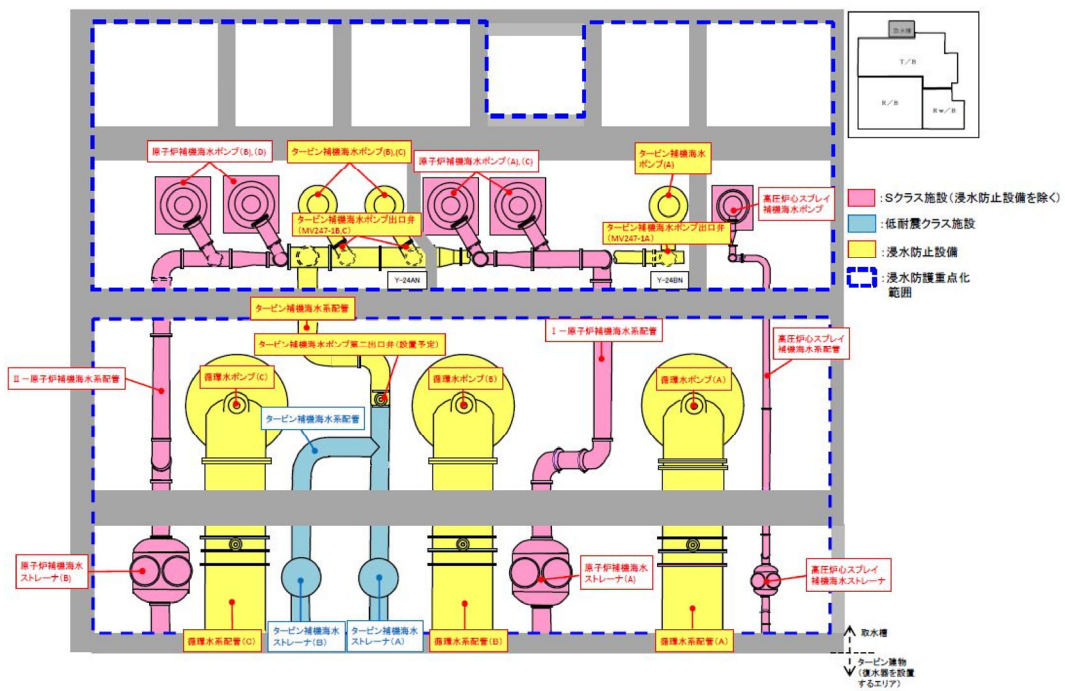 取水槽
T/B
R/B
Rw/B
原子炉補機海水ポンプ(B),(D)
タービン補機海水ポンプ(B),(C)
原子炉補機海水ポンプ(A),(C)
タービン補機海水
ポンプ(A)
高圧炉心スプレイ
補機海水ポンプ
タービン補機海水ポンプ出口弁
(MV247-1B,C)
タービン補機海水ポンプ出口弁
(MV247-1A)
Y-24AN
Y-24BN
:Sクラス施設(浸水防止設備を除く)
:低耐震クラス施設
:浸水防止設備
:浸水防護重点化
範囲
タービン補機海水系配管
タービン補機海水ポンプ第二出口弁(設置予定)
Ⅰ-原子炉補機海水系配管
高圧炉心スプレイ
補機海水系配管
Ⅱ-原子炉補機海水系配管
循環水ポンプ(C)
循環水ポンプ(B)
循環水ポンプ(A)
タービン補機海水系配管
原子炉補機海水
ストレーナ(B)
原子炉補機海水
ストレーナ(A)
高圧炉心スプレイ
補機海水ストレーナ
循環水系配管(C)
タービン補機海水
ストレーナ(B)
タービン補機海水
ストレーナ(A)
循環水系配管(B)
循環水系配管(A)
取水槽
タービン建物
(復水器を設置
するエリア)